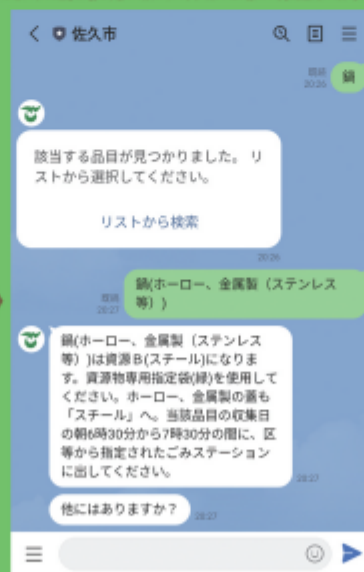 佐久市
既読
20:26
鍋
該当する品目が見つかりました。 リ
ストから選択してください。
リストから検索
20:26
既読
20:27
鍋(ホーロー、金属製（ステンレス
等）)
鍋(ホーロー、金属製（ステンレス
等）)は資源B(スチール)になりま
す。資源物専用指定袋(緑)を使用して
ください。ホーロー、金属製の蓋も
「スチール」へ。当該品目の収集日
の朝6時30分から7時30分の間に、区
等から指定されたごみステーション
に出してください。
20:27
他にはありますか？
20:27